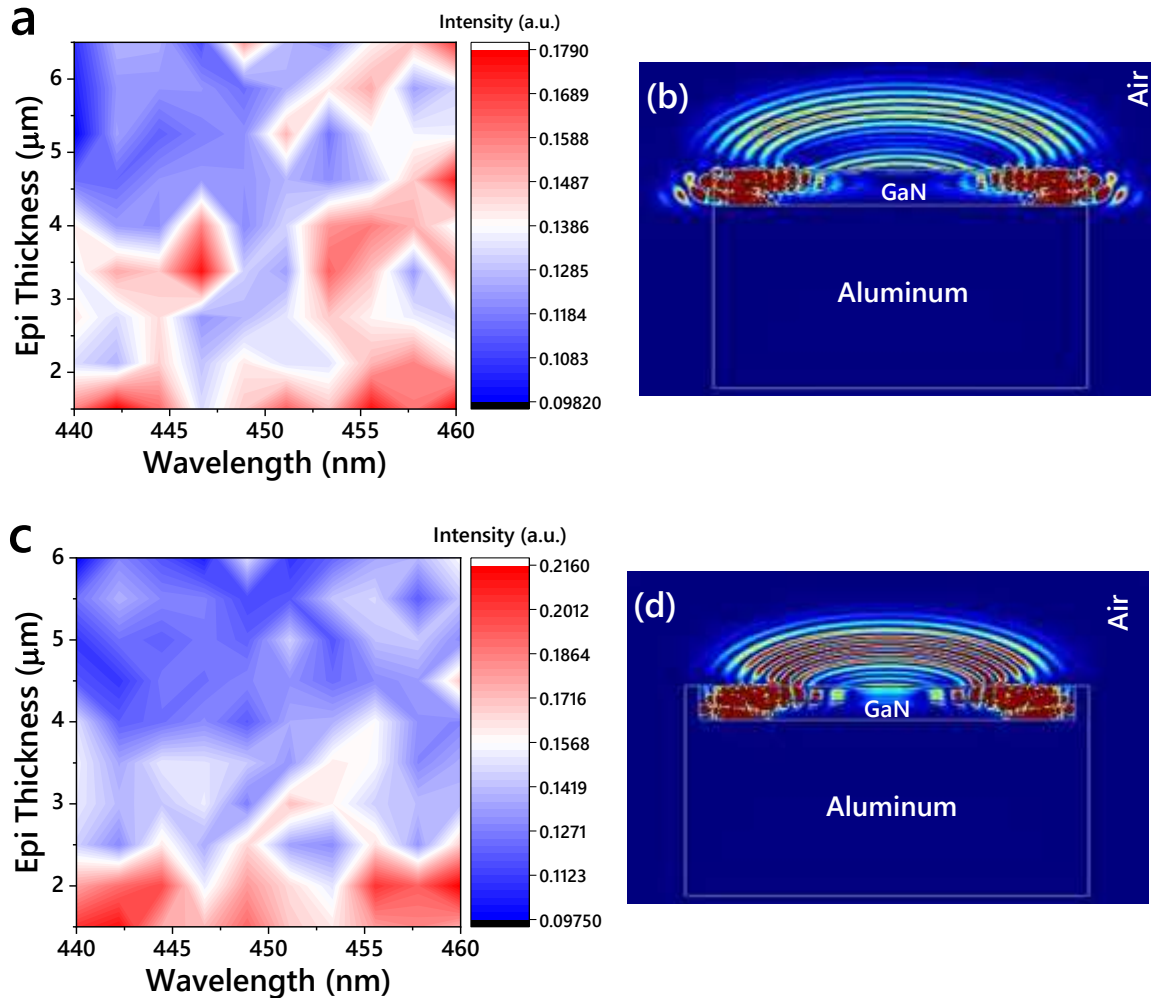 a
Intensity (a.u.)
0.1790
0.1689
0.1588
0.1487
0.1386
0.1285
0.1184
0.1083
0.09820
6
5
4
3
2
Epi Thickness (μm)
440 445 450 455 460
Wavelength (nm)
(b)
Air
GaN
Aluminum
c
Intensity (a.u.)
0.2160
0.2012
0.1864
0.1716
0.1568
0.1419
0.1271
0.1123
0.09750
6
5
4
3
2
Epi Thickness (μm)
440 445 450 455 460
Wavelength (nm)
(d)
Air
GaN
Aluminum